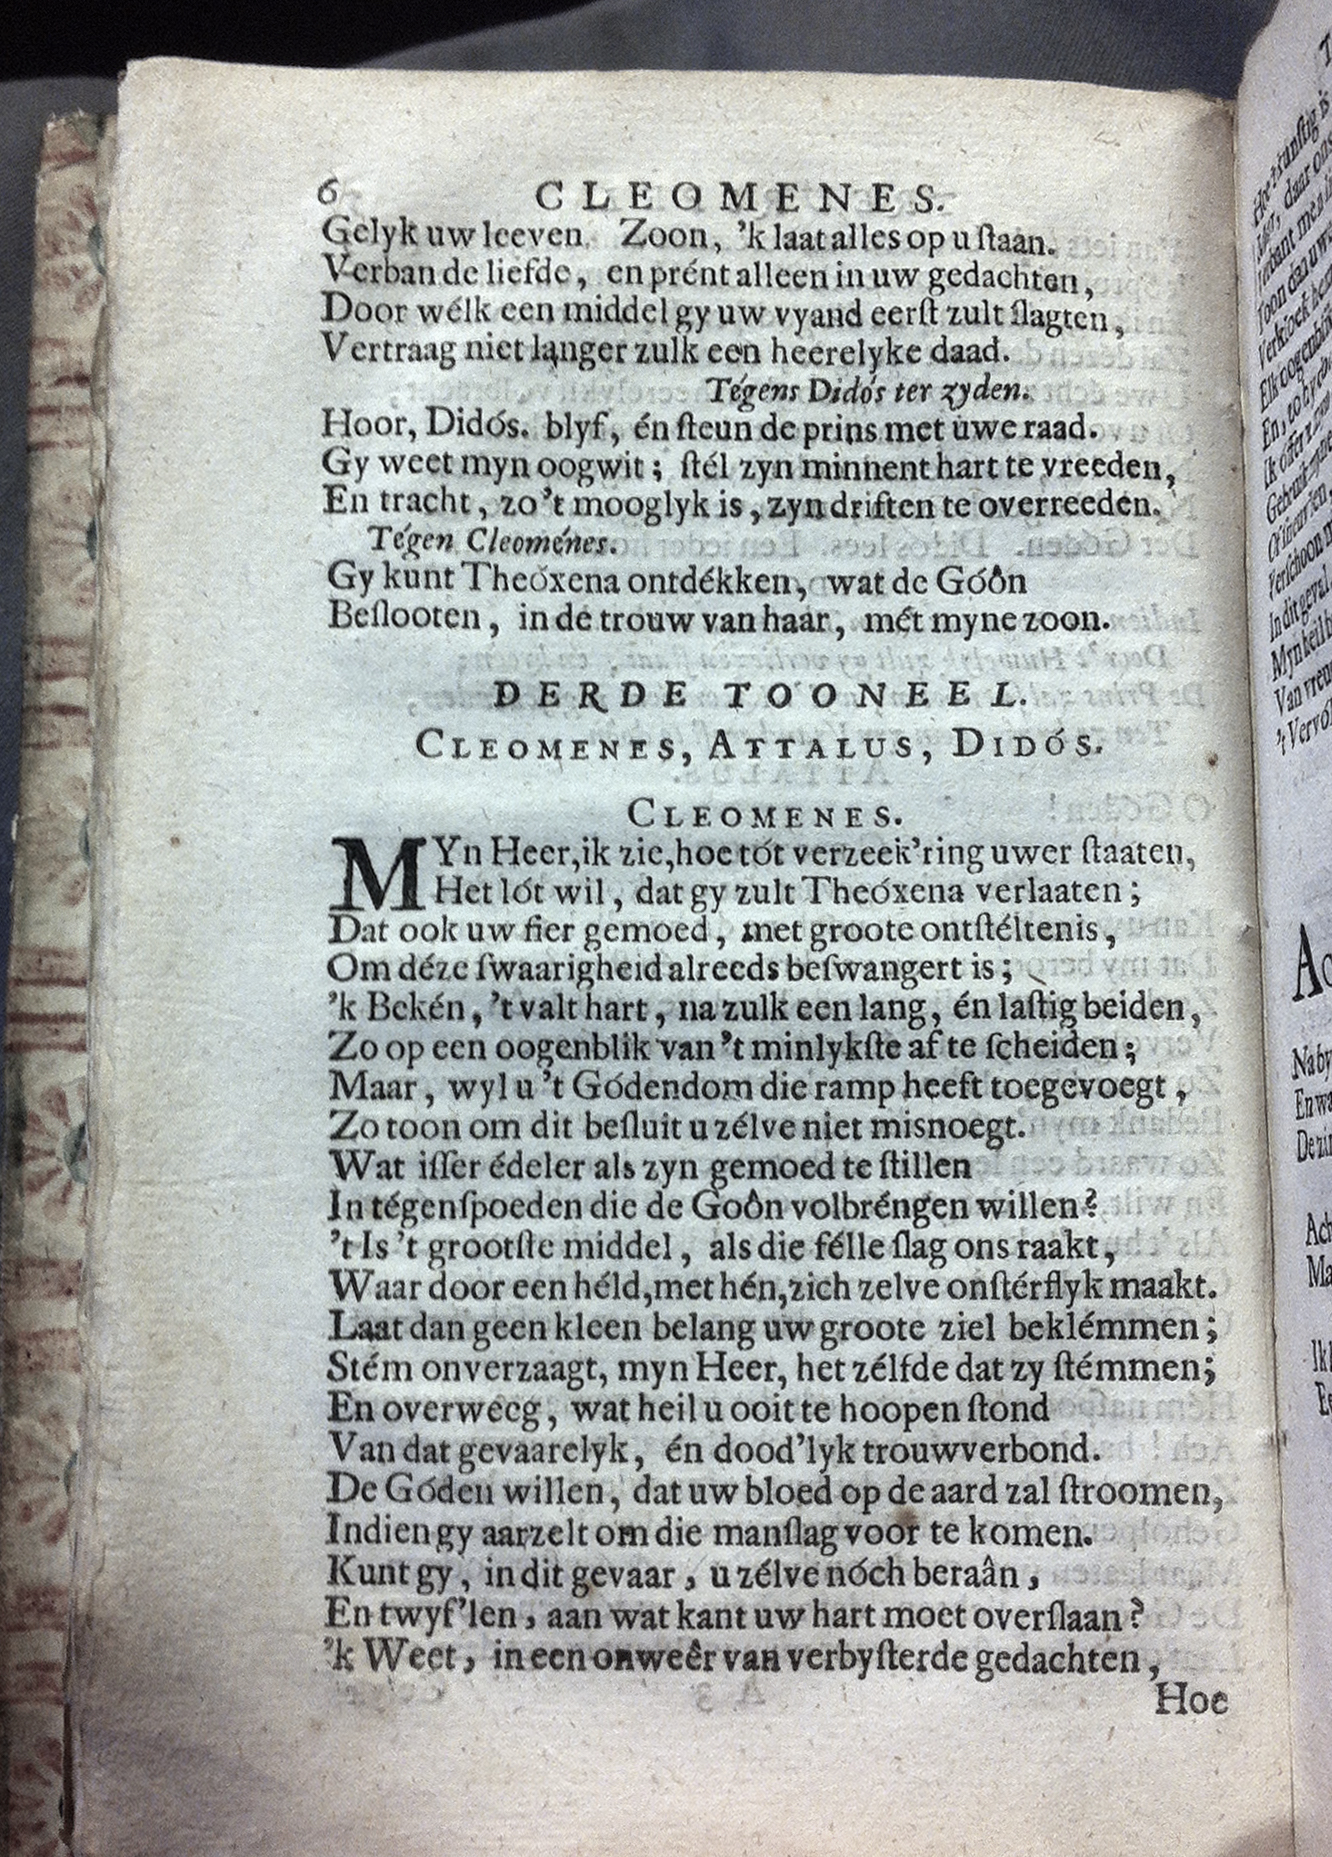 6 CLEOMENES.
Gelyk uw leeven. Zoon, 'k laat alles op u ſtaan.
Verban de liefde, en prént alleen in uw gedachten,
Door wélk een middel gy uw vyand eerſt zult ſlagten,
Vertraag niet langer zulk een heerelyke daad.
Tégens Didós ter zyden.
Hoor, Didós. blyf, én ſteun de prins met uwe raad.
Gy weet myn oogwit; ſtél zyn minnent hart te vreeden,
En tracht, zo 't mooglyk is, zyn driften te overreeden.
Tégen Cleoménes.
Gy kunt Theóxena ontdékken, wat de Góôn
Beſlooten, in de trouw van haar, mét myne zoon.
DERDE TOONEEL.
CLEOMENES, ATTALUS, DIDÓS.
CLEOMENES.
MYn Heer, ik zie, hoe tót verzeek'ring uwer ſtaaten,
Het lót wil, dat gy zult Theóxena verlaaten;
Dat ook uw fier gemoed, met groote ontſtéltenis,
Om déze ſwaarigheid alreeds beſwangert is;
'k Bekén, 't valt hart, na zulk een lang, én laſtig beiden,
Zo op een oogenblik van 't minlykſte af te ſcheiden;
Maar, wyl u 't Gódendom die ramp heeft toegevoegt,
Zo toon om dit beſluit u zélve niet misnoegt.
Wat iſſer édeler als zyn gemoed te ſtillen
In tégenſpoeden die de Goôn volbréngen willen?
't Is 't grootſte middel, als die félle ſlag ons raakt,
Waar door een héld, met hén, zich zelve onſtérflyk maakt.
Laat dan geen kleen belang uw groote ziel beklémmen;
Stém onverzaagt, myn Heer, het zélfde dat zy ſtémmen;
En overweeg, wat heil u ooit te hoopen ſtond
Van dat gevaarelyk, én dood'lyk trouwverbond.
De Góden willen, dat uw bloed op de aard zal ſtroomen,
Indien gy aarzelt om die manſlag voor te komen.
Kunt gy, in dit gevaar, u zélve nóch beraân,
En twyf'len, aan wat kant uw hart moet overſlaan?
'k Weet, in een onweêr van verbyſterde gedachten,
Hoe